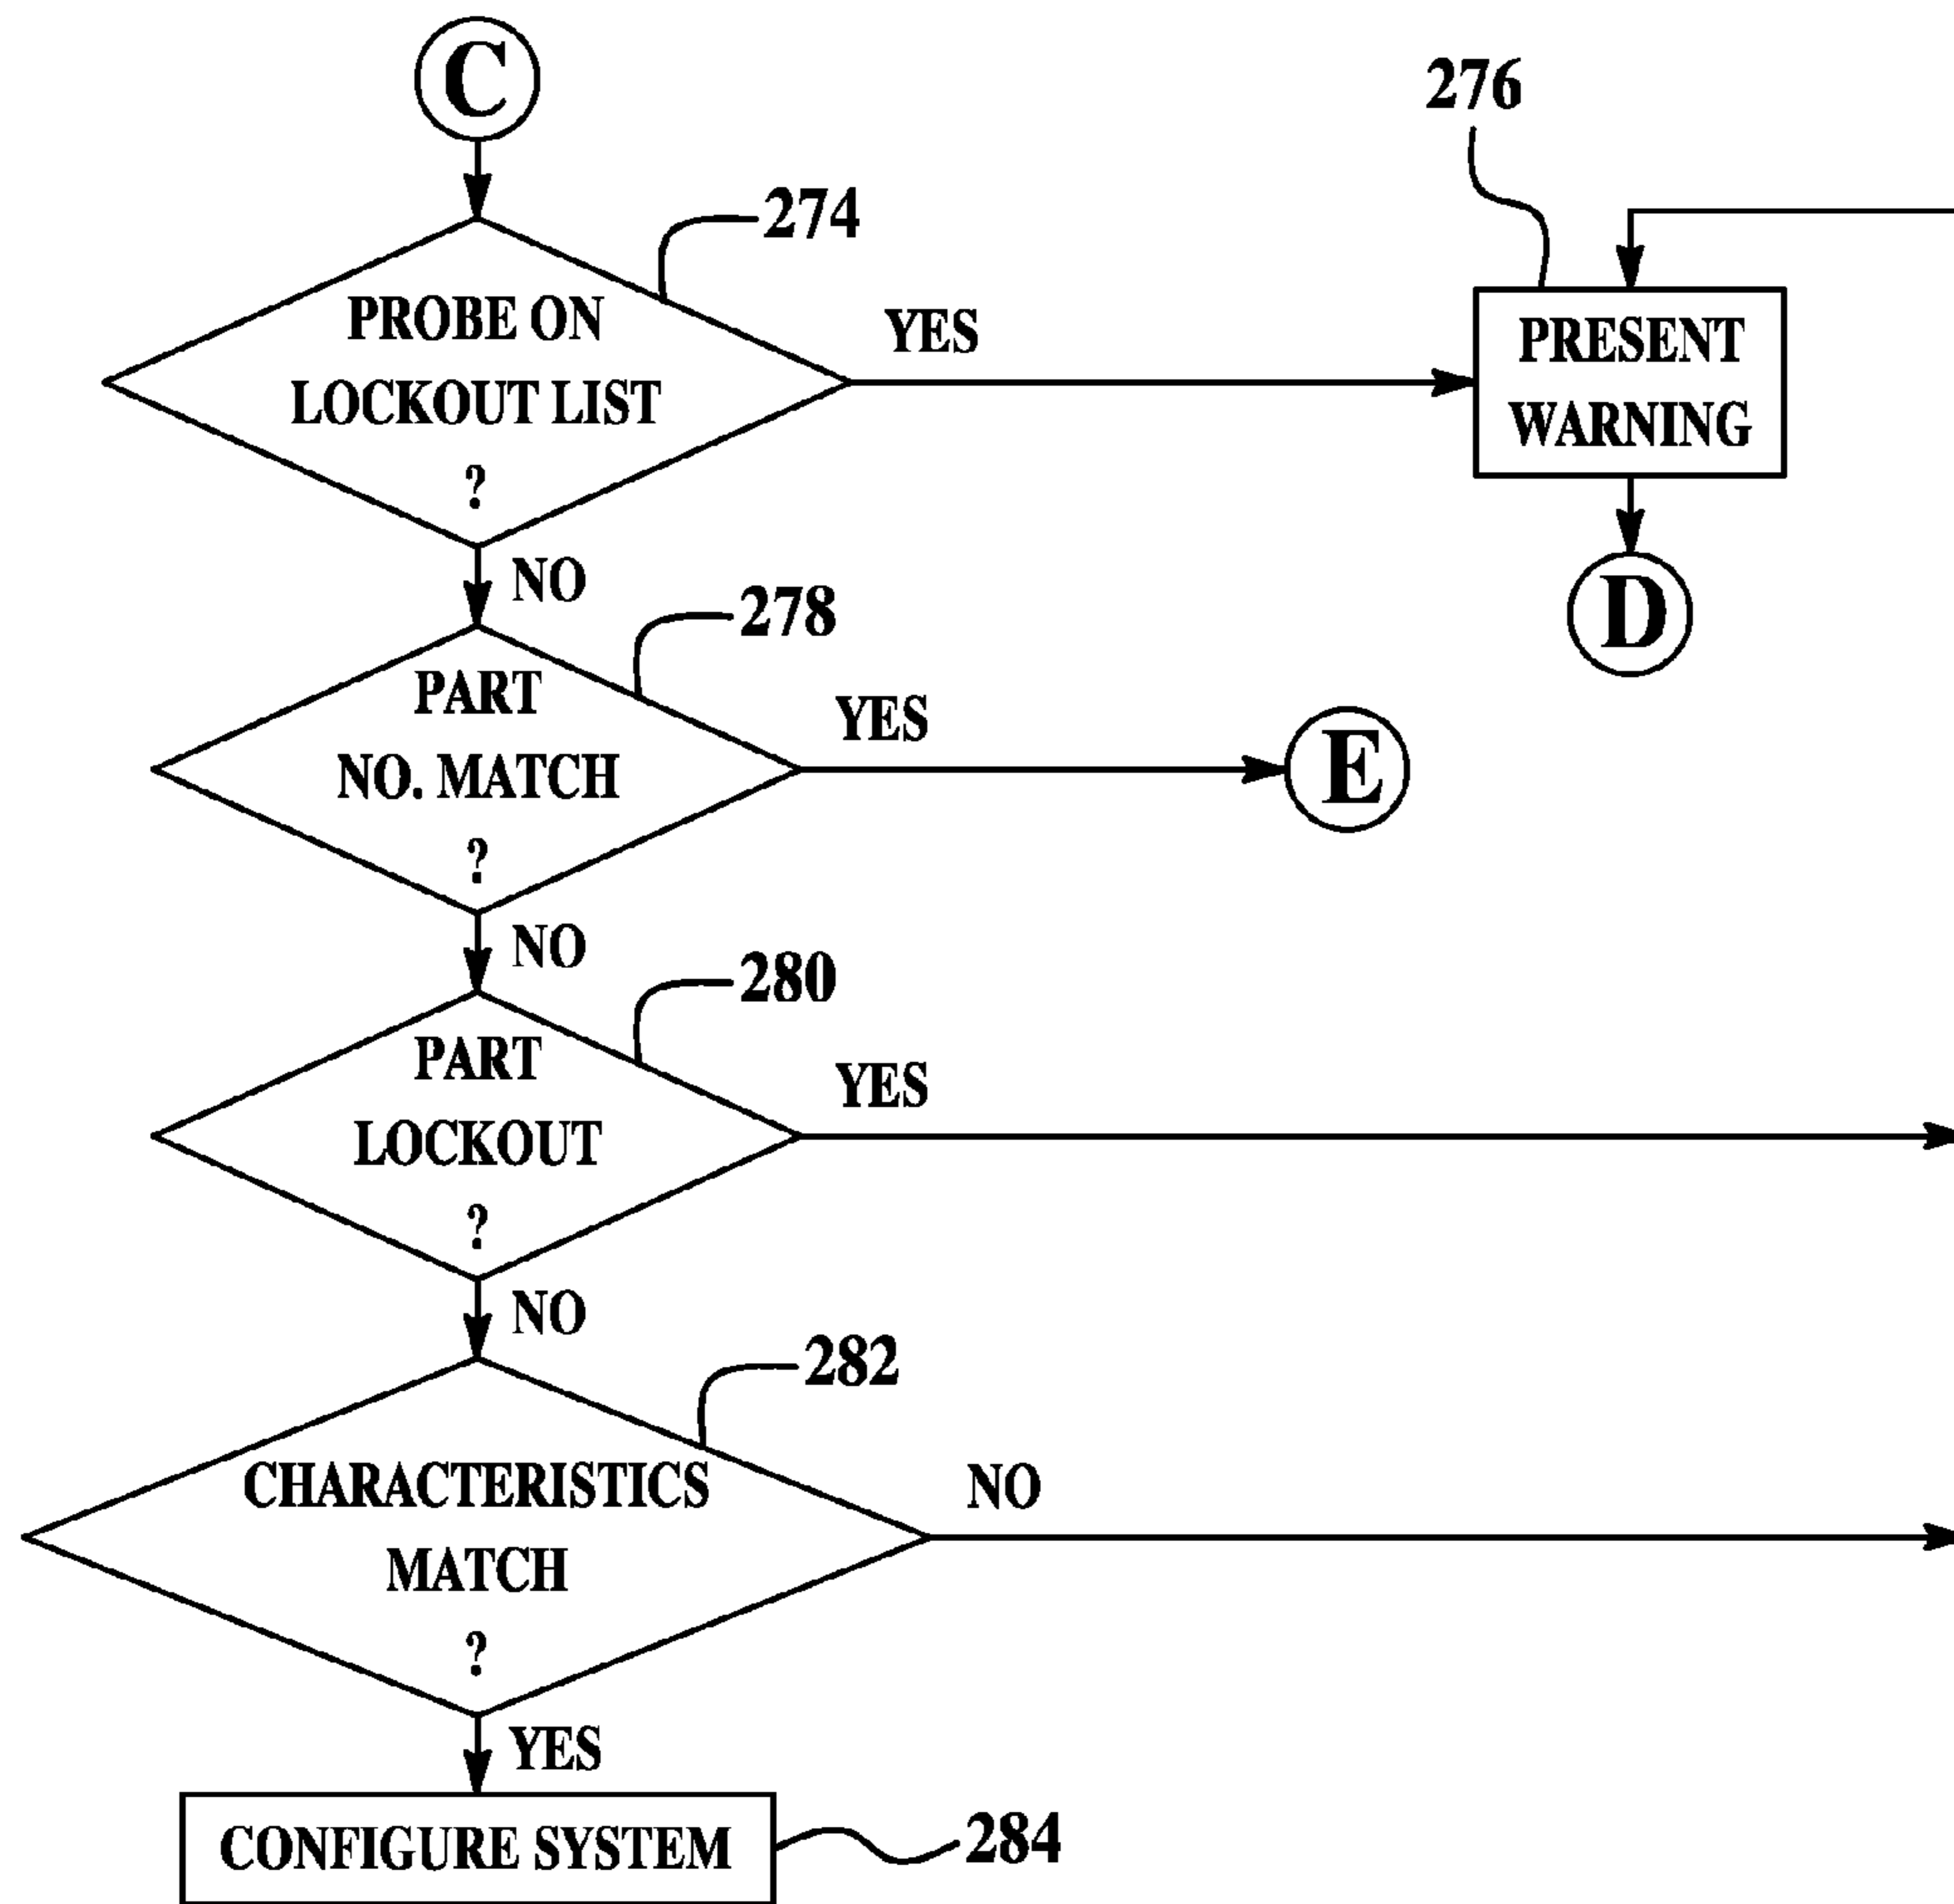 C
276
274
PROBE ON
LOCKOUT LIST
?
YES
PRESENT
WARNING
NO
D
278
PART
NO. MATCH
?
YES
E
NO
280
PART
LOCKOUT
?
YES
NO
282
CHARACTERISTICS
MATCH
?
NO
YES
CONFIGURE SYSTEM
284